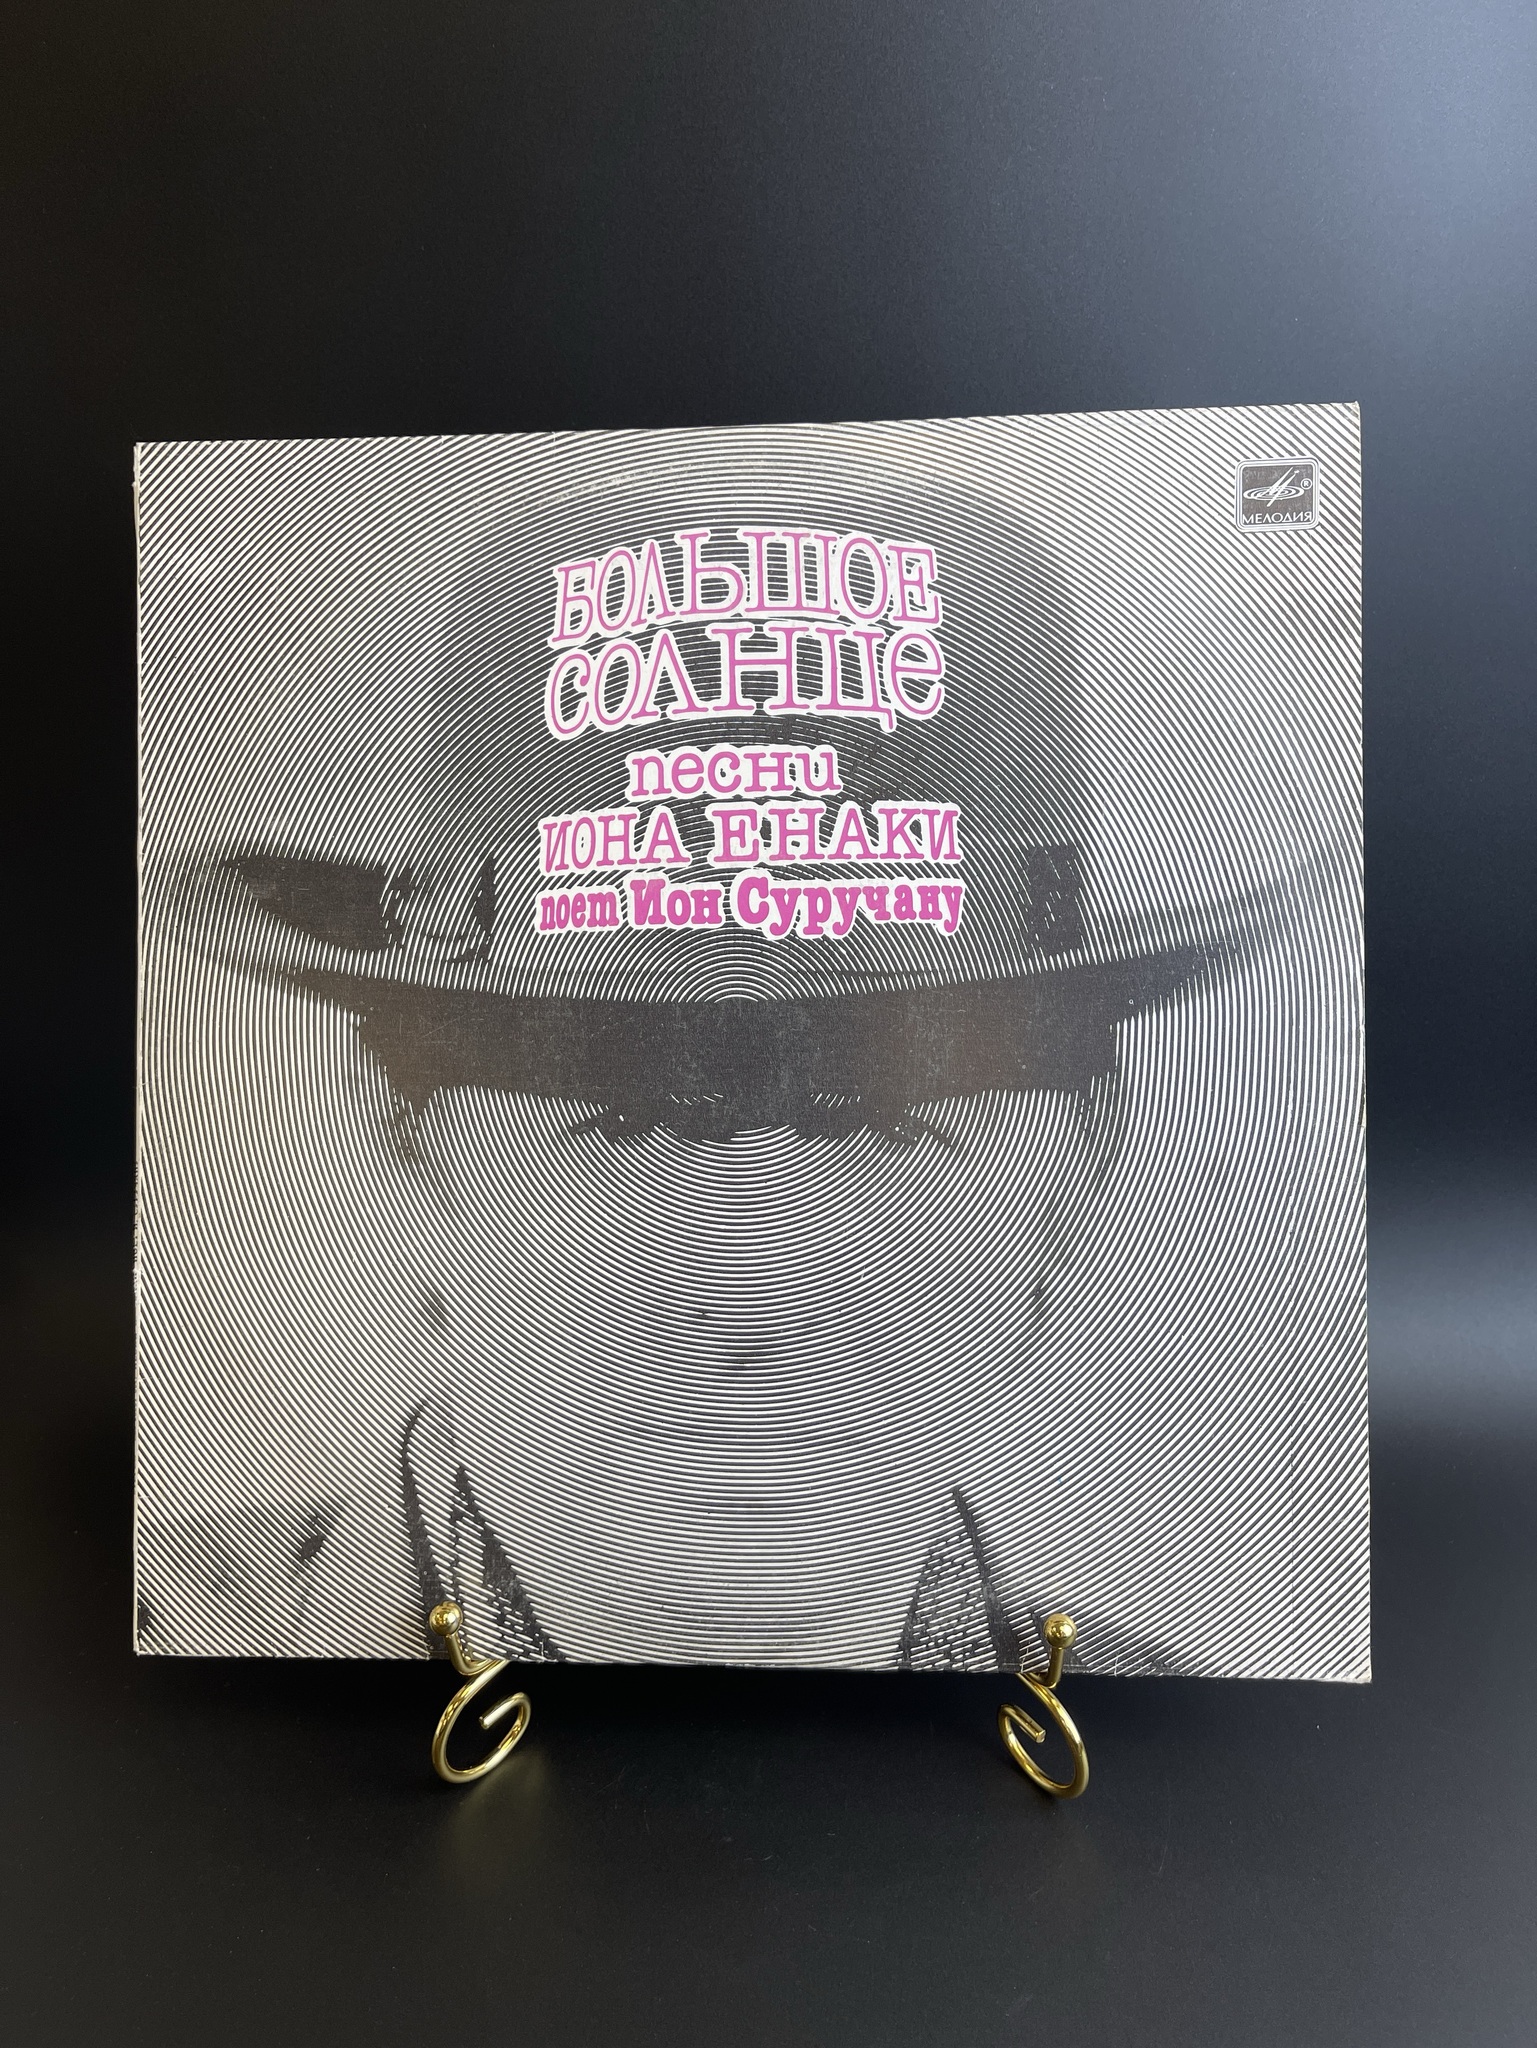 МЕЛОДИЯ
БОЛЬШОЕ
СОЛНЦе
песни
ИОНА ЕНАКИ
поет Ион Суручану